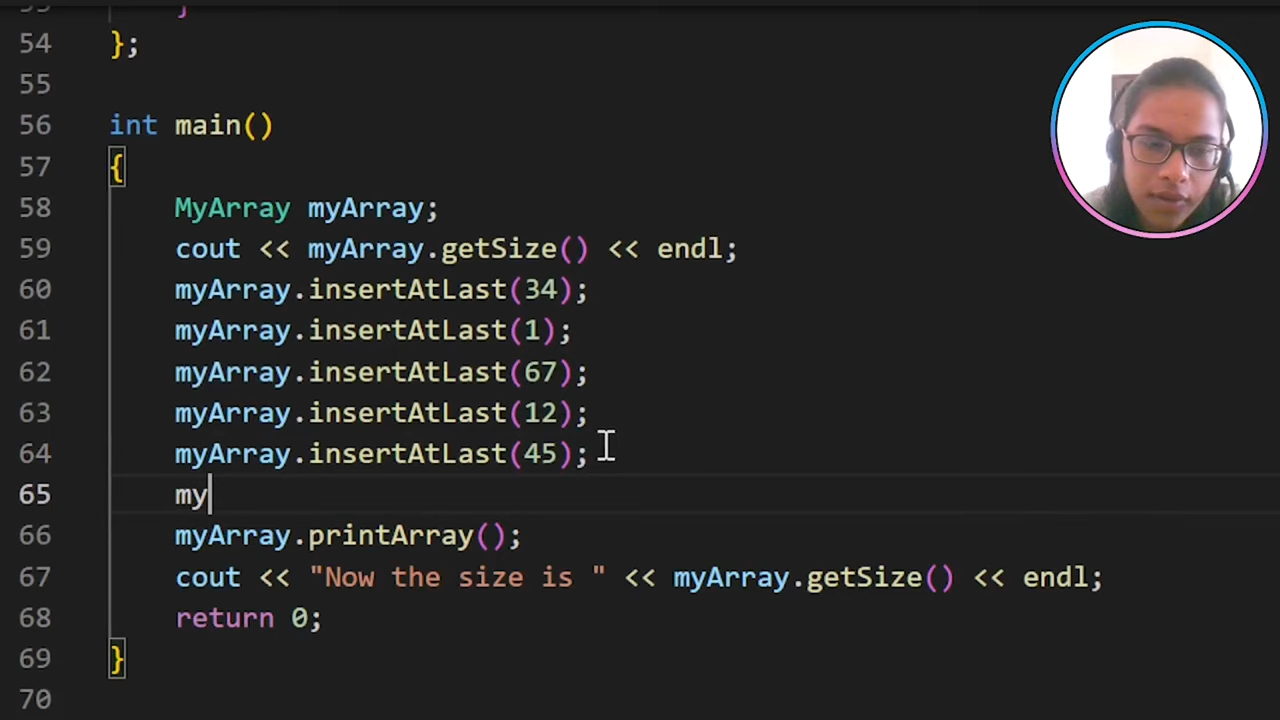 53 }
54 };
55
56 int main()
57 {
58 MyArray myArray;
59 cout << myArray.getSize() << endl;
60 myArray.insertAtLast(34);
61 myArray.insertAtLast(1);
62 myArray.insertAtLast(67);
63 myArray.insertAtLast(12);
64 myArray.insertAtLast(45);
65 my
66 myArray.printArray();
67 cout << "Now the size is " << myArray.getSize() << endl;
68 return 0;
69 }
70